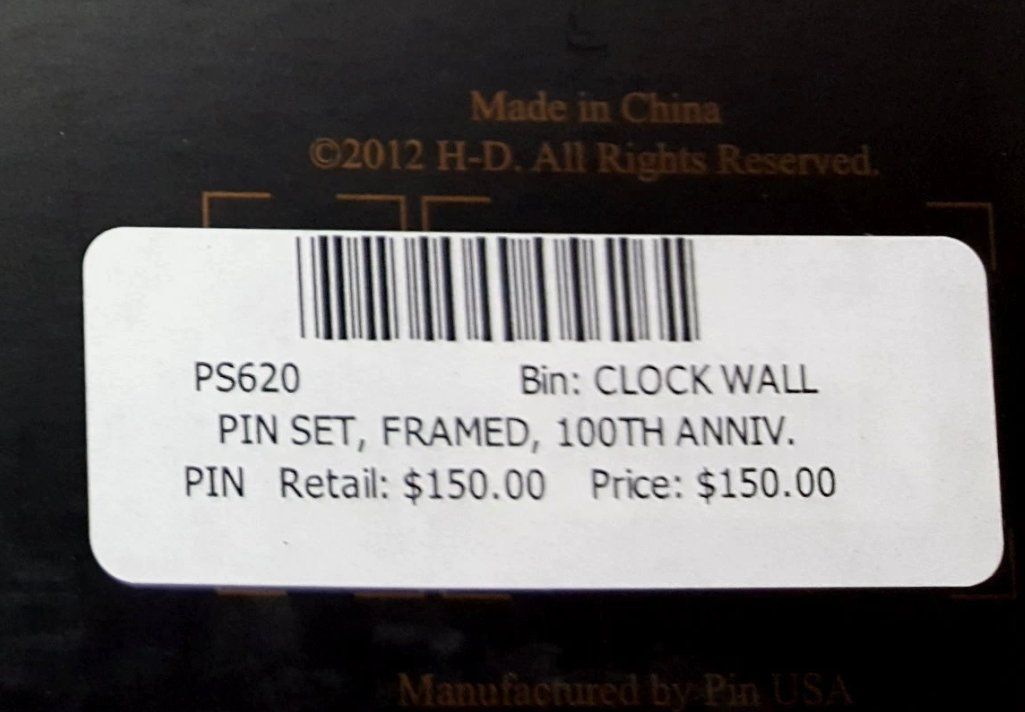 Made in China
©2012 H-D. All Rights Reserved.
PS620 Bin: CLOCK WALL
PIN SET, FRAMED, 100TH ANNIV.
PIN Retail: $150.00 Price: $150.00
Manufactured by Pin USA